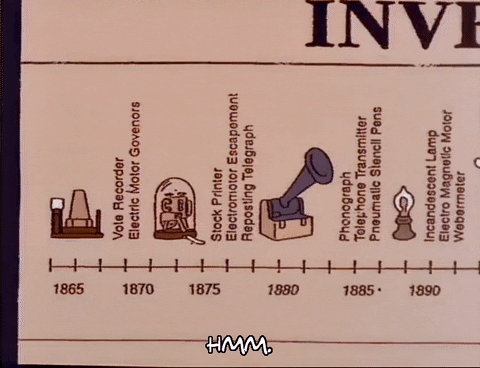 INVE
Vote Recorder
Electric Motor Govenors
Stock Printer
Electromotor Escapement
Reposting Telegraph
Phonograph
Telephone Transmitter
Pneumatic Stencil Pens
Incandescent Lamp
Electro Magnetic Motor
Webermeter
1865 1870 1875 1880 1885 1890
HMM.